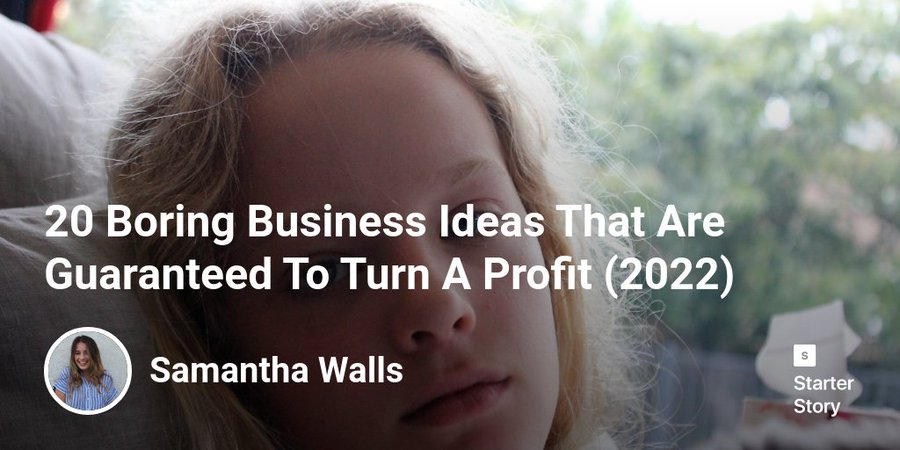 20 Boring Business Ideas That Are
Guaranteed To Turn A Profit (2022)
Samantha Walls
s
Starter
Story